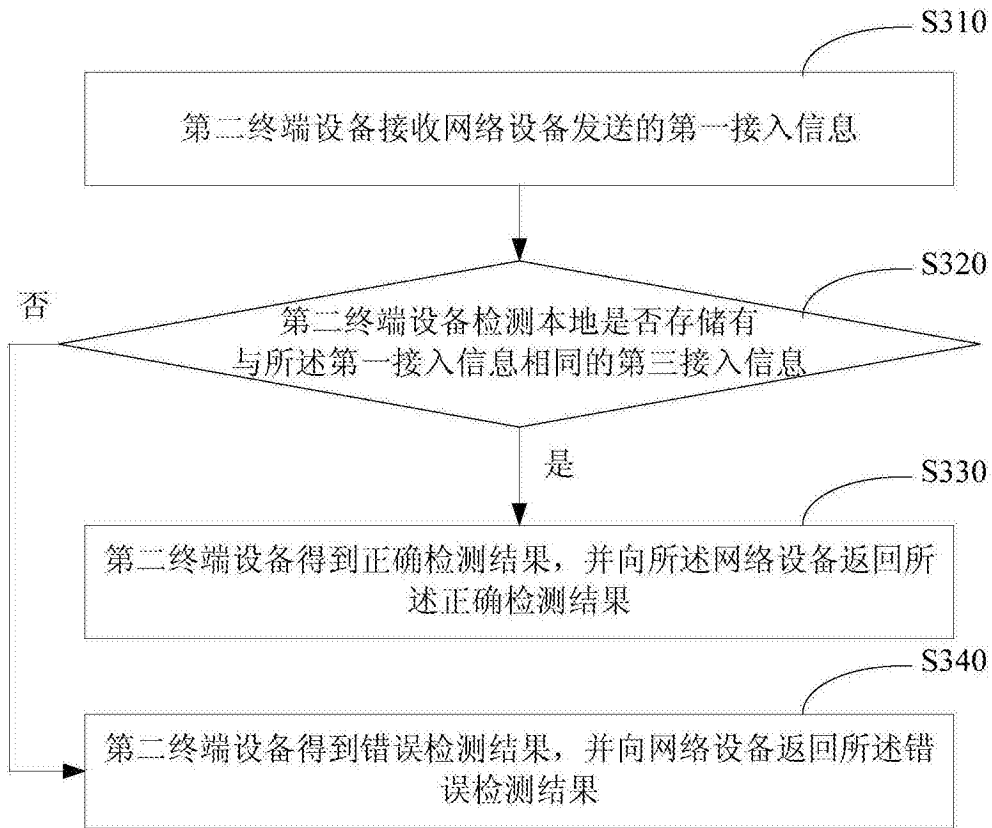 S310
第二终端设备接收网络设备发送的第一接入信息
S320
否
第二终端设备检测本地是否存储有
与所述第一接入信息相同的第三接入信息
是
S330
第二终端设备得到正确检测结果，并向所述网络设备返回所
述正确检测结果
S340
第二终端设备得到错误检测结果，并向网络设备返回所述错
误检测结果